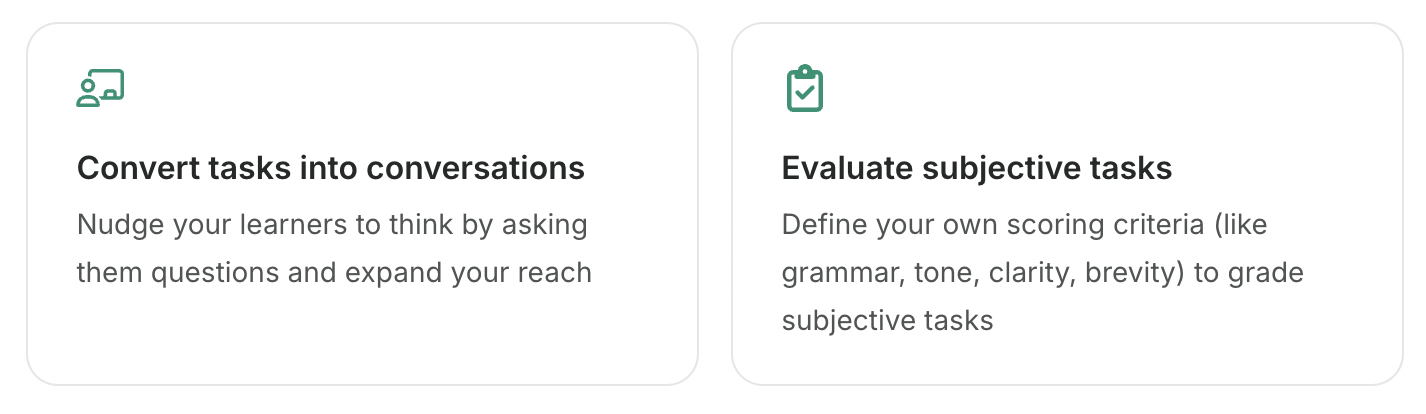 Convert tasks into conversations
Nudge your learners to think by asking
them questions and expand your reach
Evaluate subjective tasks
Define your own scoring criteria (like
grammar, tone, clarity, brevity) to grade
subjective tasks